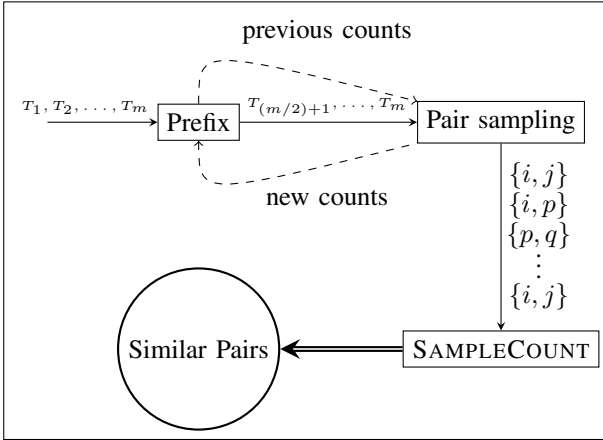 previous counts
T₁, T₂, . . . , Tₘ
Prefix
T₍ₘ/₂₎₊₁, . . . , Tₘ
Pair sampling
new counts
{i, j}
{i, p}
{p, q}
⋮
{i, j}
Similar Pairs
SAMPLECOUNT